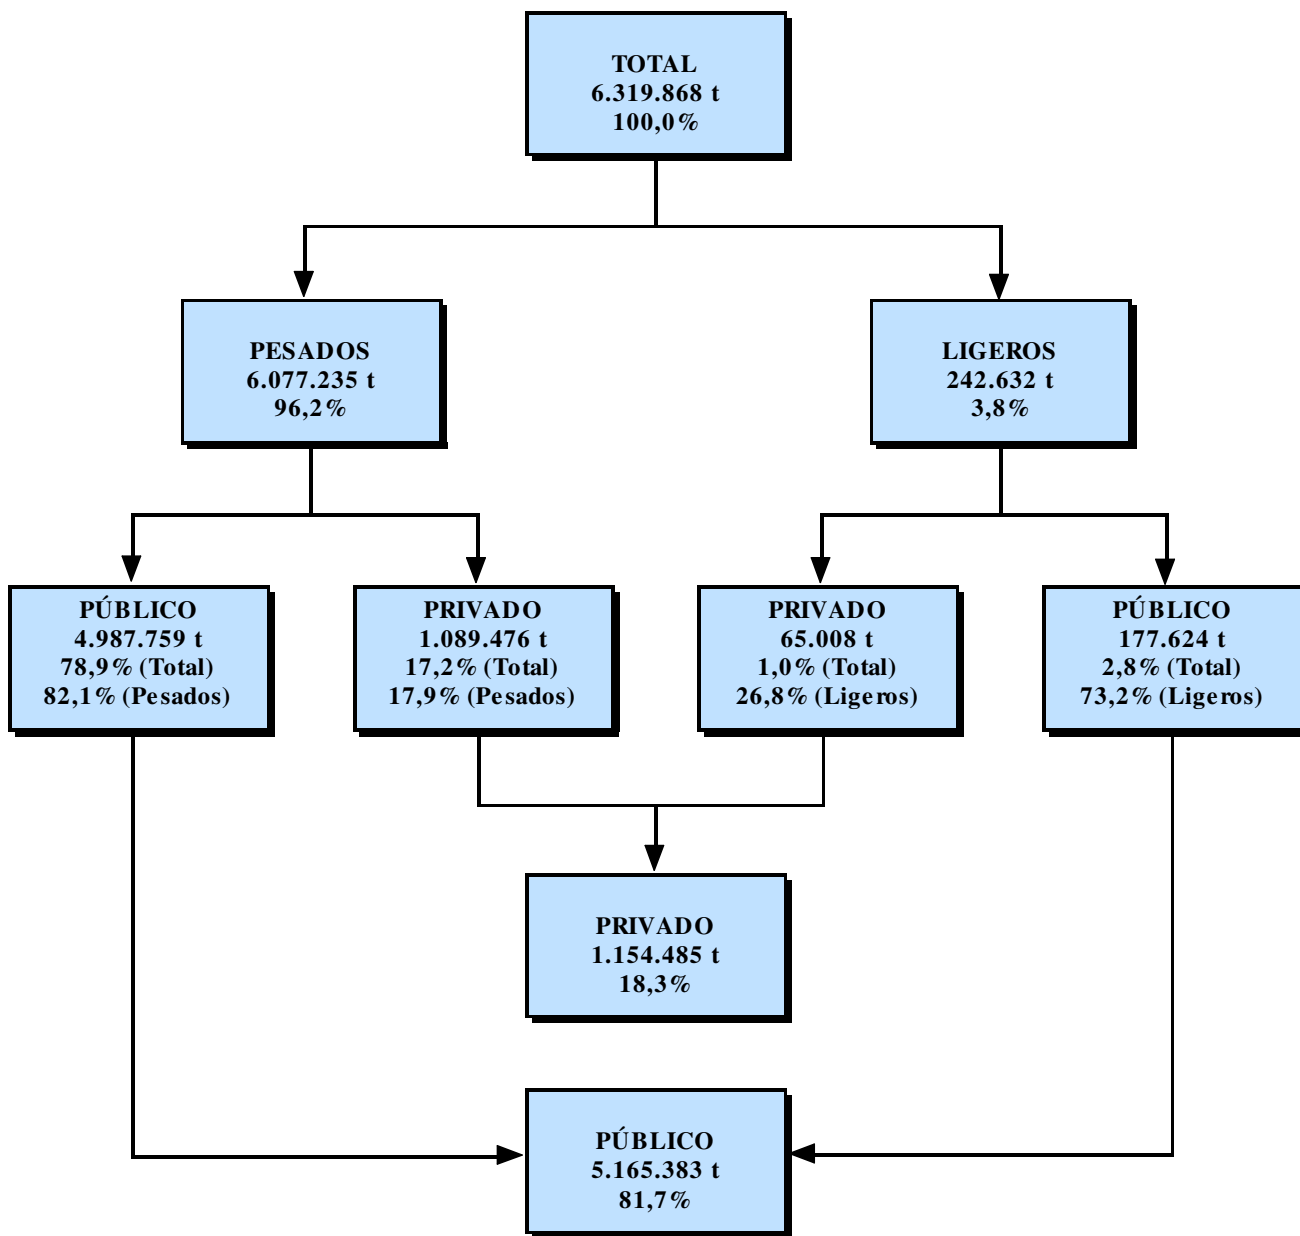 TOTAL
6.319.868 t
100,0%
PESADOS
6.077.235 t
96,2%
LIGEROS
242.632 t
3,8%
PÚBLICO
4.987.759 t
78,9% (Total)
82,1% (Pesados)
PRIVADO
1.089.476 t
17,2% (Total)
17,9% (Pesados)
PRIVADO
65.008 t
1,0% (Total)
26,8% (Ligeros)
PÚBLICO
177.624 t
2,8% (Total)
73,2% (Ligeros)
PRIVADO
1.154.485 t
18,3%
PÚBLICO
5.165.383 t
81,7%